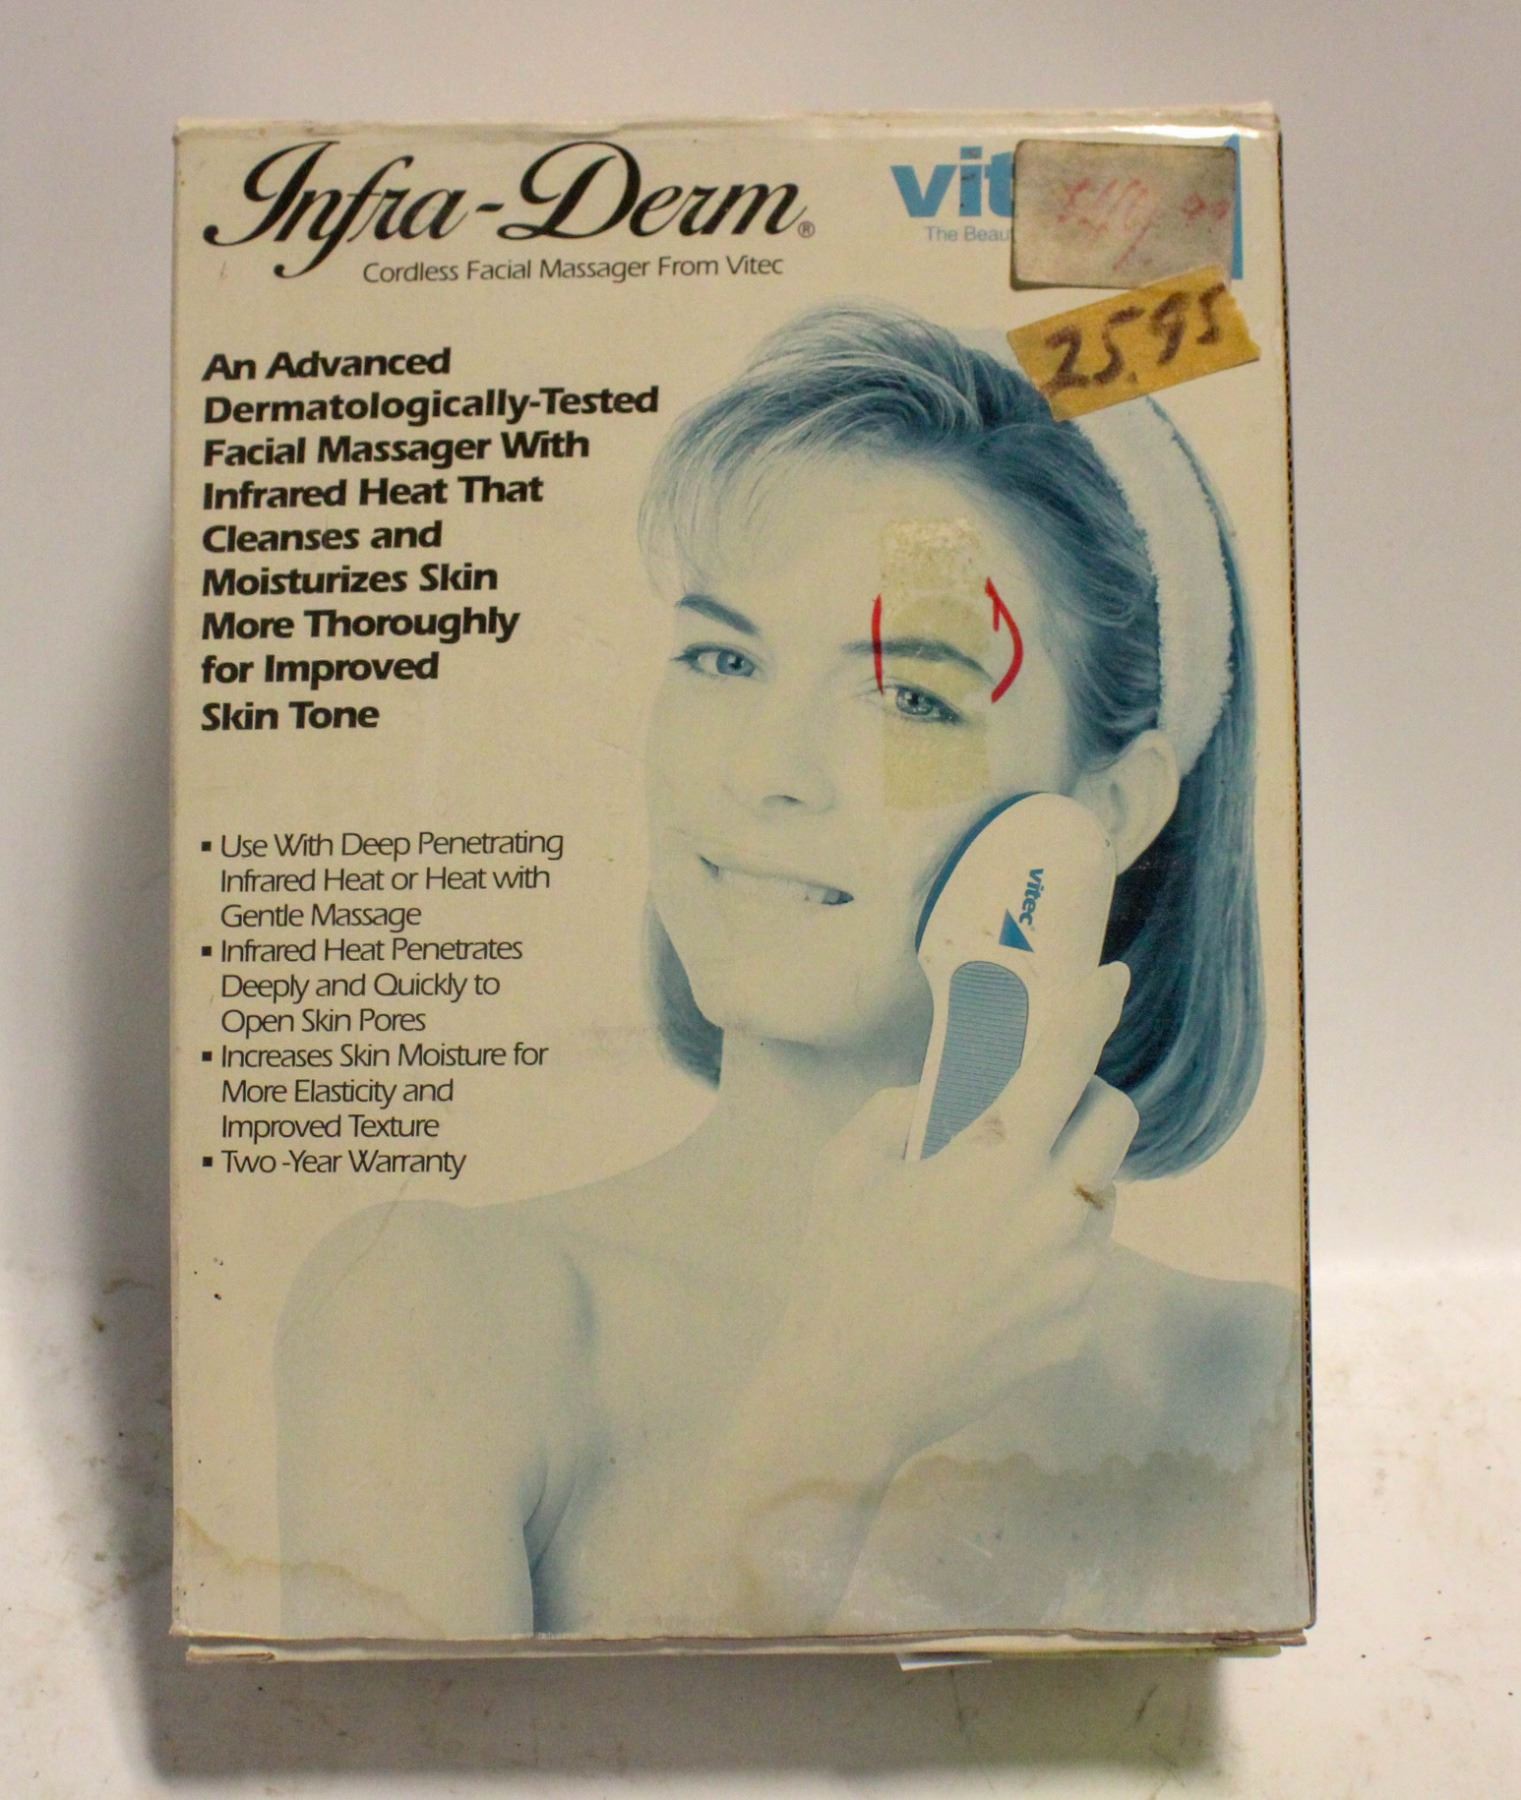 Infra-Derm®
Cordless Facial Massager From Vitec
vit
The Beau
25.95
An Advanced
Dermatologically-Tested
Facial Massager With
Infrared Heat That
Cleanses and
Moisturizes Skin
More Thoroughly
for Improved
Skin Tone
▪ Use With Deep Penetrating
Infrared Heat or Heat with
Gentle Massage
▪ Infrared Heat Penetrates
Deeply and Quickly to
Open Skin Pores
▪ Increases Skin Moisture for
More Elasticity and
Improved Texture
▪ Two-Year Warranty
vitec